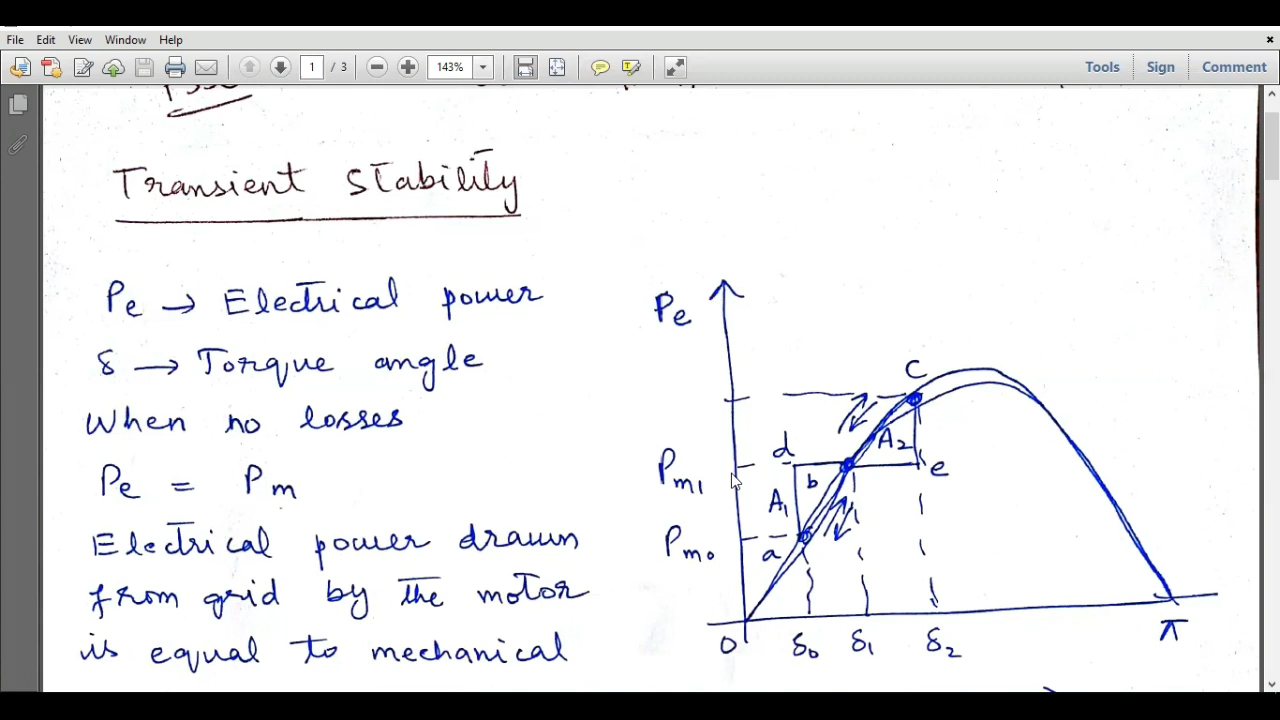 File Edit View Window Help
1 / 3 143% Tools Sign Comment
Transient Stability
Pe → Electrical power
δ → Torque angle
When no losses
Pe = Pm
Electrical power drawn
from grid by the motor
is equal to mechanical
Pe
C
A2
d
Pm1
b
e
A1
Pm0
a
0 δ0 δ1 δ2 π